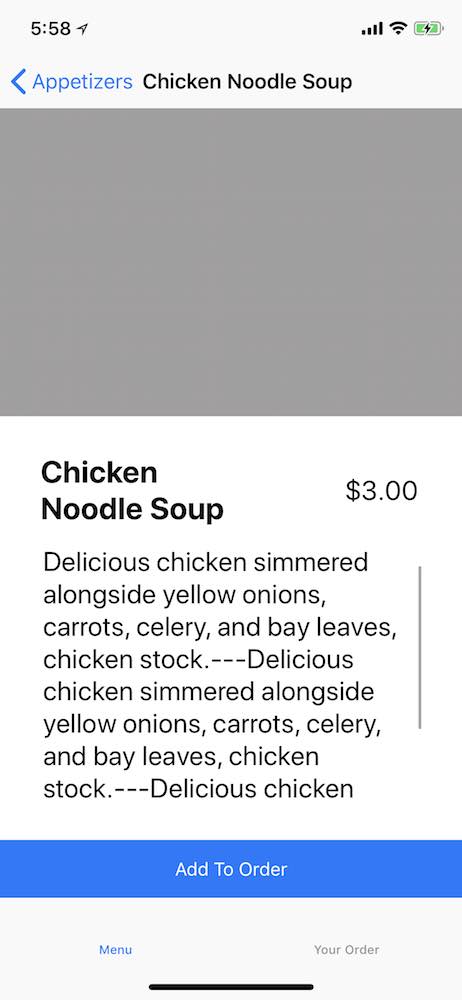 5:58
Appetizers Chicken Noodle Soup
Chicken
Noodle Soup
$3.00
Delicious chicken simmered
alongside yellow onions,
carrots, celery, and bay leaves,
chicken stock.---Delicious
chicken simmered alongside
yellow onions, carrots, celery,
and bay leaves, chicken
stock.---Delicious chicken
Add To Order
Menu
Your Order